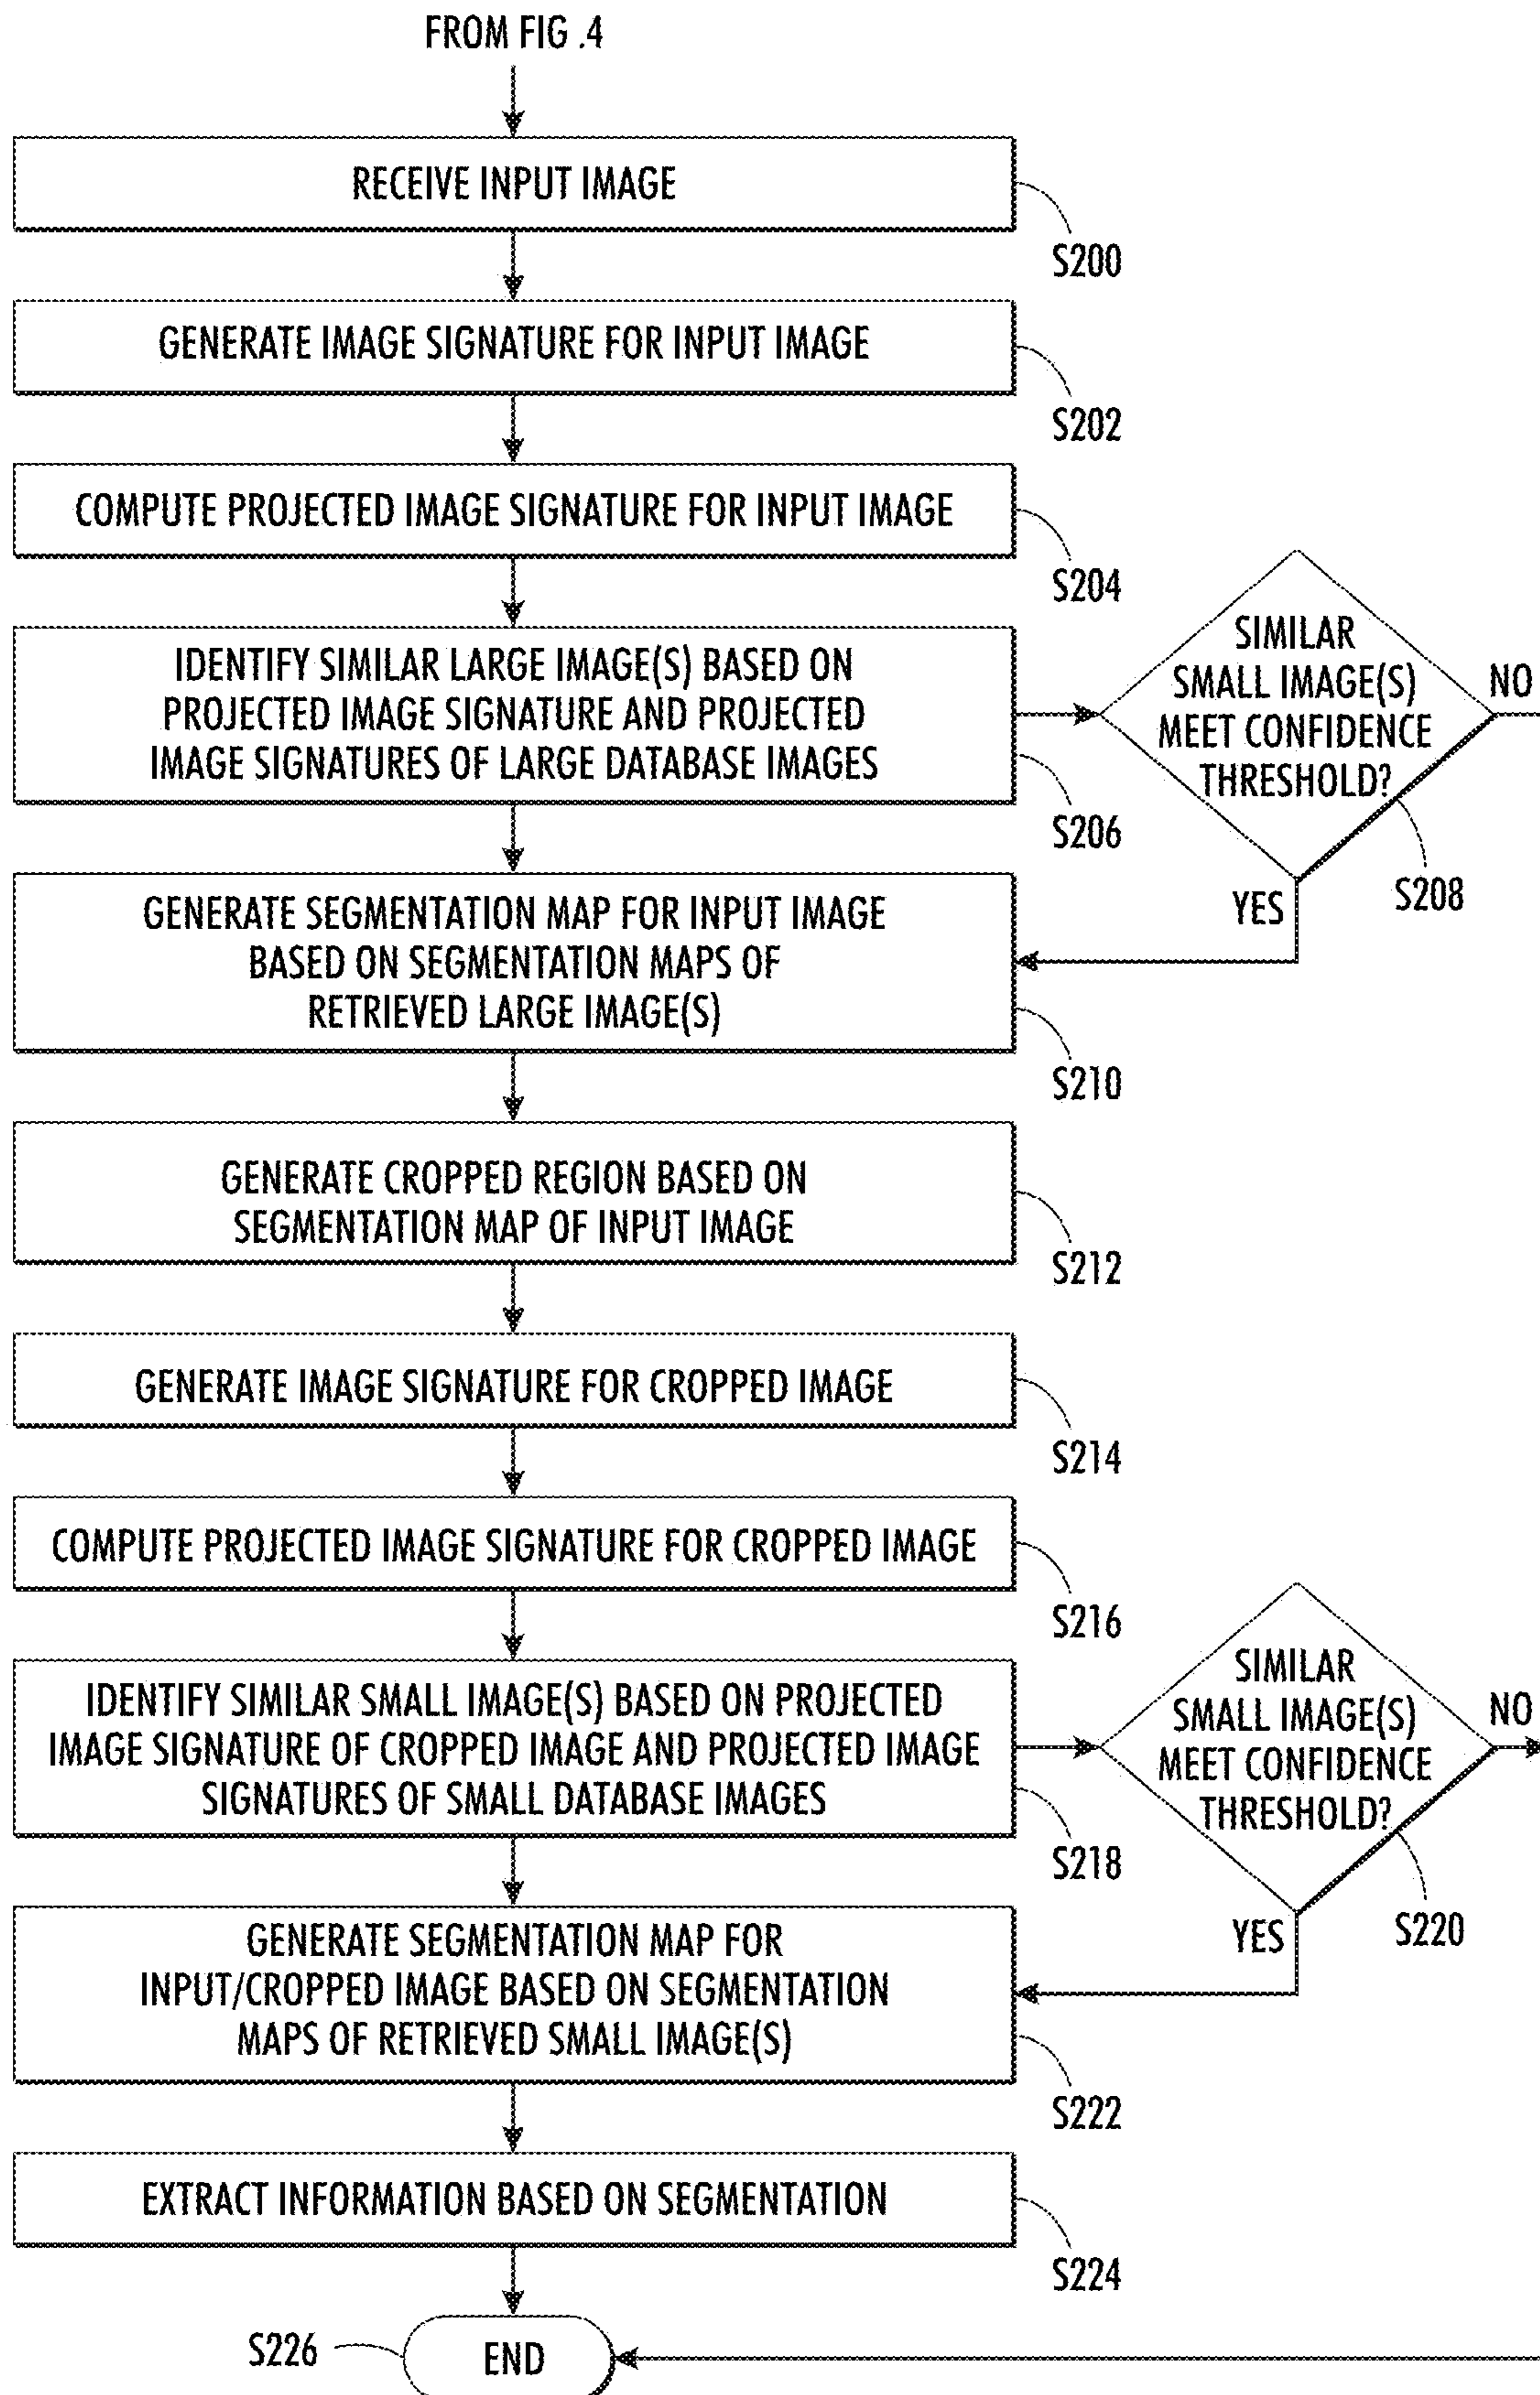 FROM FIG .4
RECEIVE INPUT IMAGE
S200
GENERATE IMAGE SIGNATURE FOR INPUT IMAGE
S202
COMPUTE PROJECTED IMAGE SIGNATURE FOR INPUT IMAGE
S204
IDENTIFY SIMILAR LARGE IMAGE(S) BASED ON
PROJECTED IMAGE SIGNATURE AND PROJECTED
IMAGE SIGNATURES OF LARGE DATABASE IMAGES
S206
SIMILAR
SMALL IMAGE(S)
MEET CONFIDENCE
THRESHOLD?
NO
YES
S208
GENERATE SEGMENTATION MAP FOR INPUT IMAGE
BASED ON SEGMENTATION MAPS OF
RETRIEVED LARGE IMAGE(S)
S210
GENERATE CROPPED REGION BASED ON
SEGMENTATION MAP OF INPUT IMAGE
S212
GENERATE IMAGE SIGNATURE FOR CROPPED IMAGE
S214
COMPUTE PROJECTED IMAGE SIGNATURE FOR CROPPED IMAGE
S216
IDENTIFY SIMILAR SMALL IMAGE(S) BASED ON PROJECTED
IMAGE SIGNATURE OF CROPPED IMAGE AND PROJECTED IMAGE
SIGNATURES OF SMALL DATABASE IMAGES
S218
SIMILAR
SMALL IMAGE(S)
MEET CONFIDENCE
THRESHOLD?
NO
YES
S220
GENERATE SEGMENTATION MAP FOR
INPUT/CROPPED IMAGE BASED ON SEGMENTATION
MAPS OF RETRIEVED SMALL IMAGE(S)
S222
EXTRACT INFORMATION BASED ON SEGMENTATION
S224
S226
END